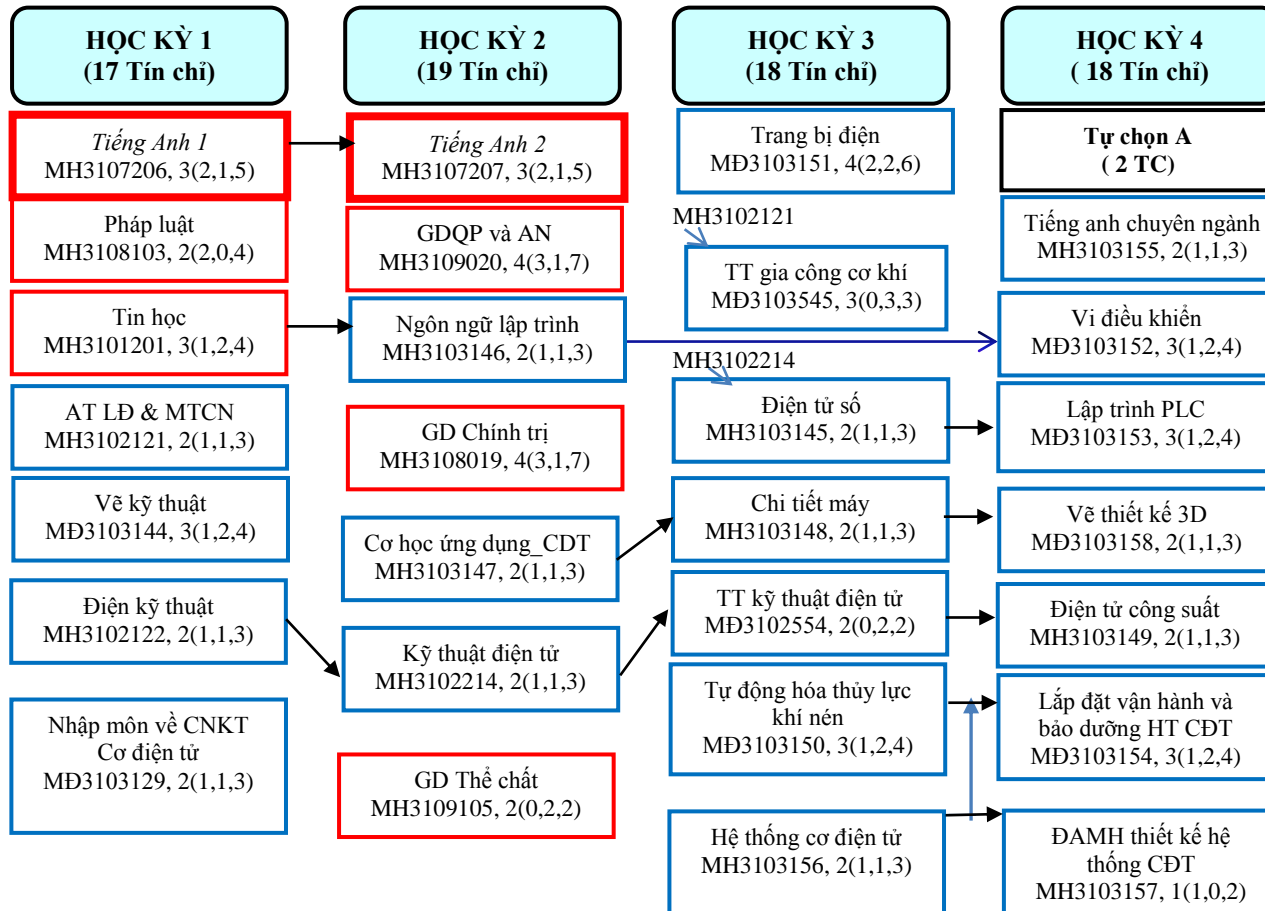 HỌC KỲ 1
(17 Tín chỉ)
Tiếng Anh 1
MH3107206, 3(2,1,5)
Pháp luật
MH3108103, 2(2,0,4)
Tin học
MH3101201, 3(1,2,4)
AT LĐ & MTCN
MH3102121, 2(1,1,3)
Vẽ kỹ thuật
MĐ3103144, 3(1,2,4)
Điện kỹ thuật
MH3102122, 2(1,1,3)
Nhập môn về CNKT
Cơ điện tử
MĐ3103129, 2(1,1,3)
HỌC KỲ 2
(19 Tín chỉ)
Tiếng Anh 2
MH3107207, 3(2,1,5)
GDQP và AN
MH3109020, 4(3,1,7)
Ngôn ngữ lập trình
MH3103146, 2(1,1,3)
GD Chính trị
MH3108019, 4(3,1,7)
Cơ học ứng dụng_CDT
MH3103147, 2(1,1,3)
Kỹ thuật điện tử
MH3102214, 2(1,1,3)
GD Thể chất
MH3109105, 2(0,2,2)
HỌC KỲ 3
(18 Tín chỉ)
Trang bị điện
MĐ3103151, 4(2,2,6)
MH3102121
TT gia công cơ khí
MĐ3103545, 3(0,3,3)
MH3102214
Điện tử số
MH3103145, 2(1,1,3)
Chi tiết máy
MH3103148, 2(1,1,3)
TT kỹ thuật điện tử
MĐ3102554, 2(0,2,2)
Tự động hóa thủy lực
khí nén
MĐ3103150, 3(1,2,4)
Hệ thống cơ điện tử
MH3103156, 2(1,1,3)
HỌC KỲ 4
( 18 Tín chỉ)
Tự chọn A
( 2 TC)
Tiếng anh chuyên ngành
MH3103155, 2(1,1,3)
Vi điều khiển
MĐ3103152, 3(1,2,4)
Lập trình PLC
MĐ3103153, 3(1,2,4)
Vẽ thiết kế 3D
MĐ3103158, 2(1,1,3)
Điện tử công suất
MH3103149, 2(1,1,3)
Lắp đặt vận hành và
bảo dưỡng HT CĐT
MĐ3103154, 3(1,2,4)
ĐAMH thiết kế hệ
thống CĐT
MH3103157, 1(1,0,2)